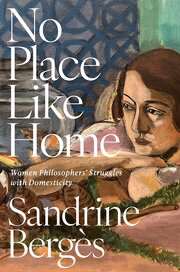 No
Place
Like
Home
Women Philosophers' Struggles
with Domesticity
Sandrine
Bergès